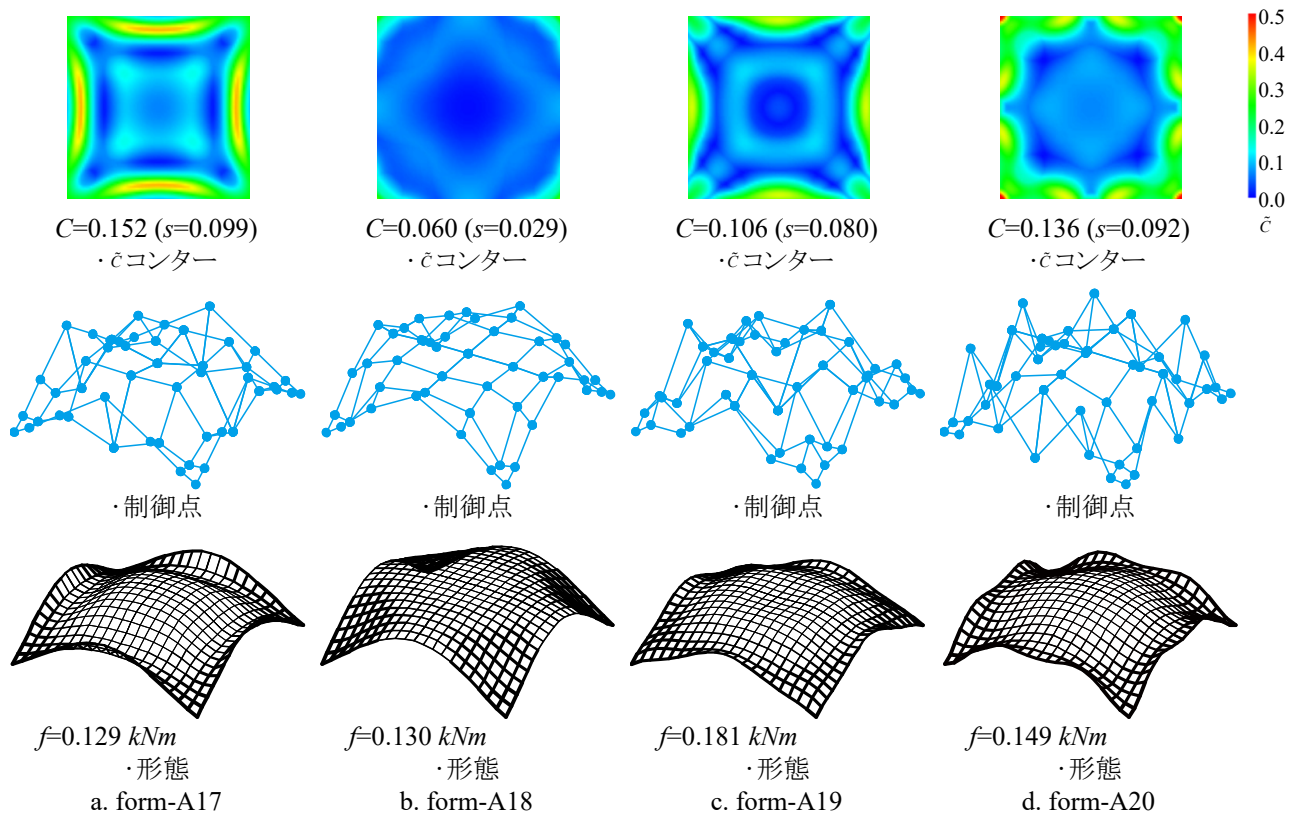 0.5
0.4
0.3
0.2
0.1
0.0
c̃
C=0.152 (s=0.099)
C=0.060 (s=0.029)
C=0.106 (s=0.080)
C=0.136 (s=0.092)
・c̃コンター
・c̃コンター
・c̃コンター
・c̃コンター
・制御点
・制御点
・制御点
・制御点
f=0.129 kNm
f=0.130 kNm
f=0.181 kNm
f=0.149 kNm
・形態
・形態
・形態
・形態
a. form-A17
b. form-A18
c. form-A19
d. form-A20